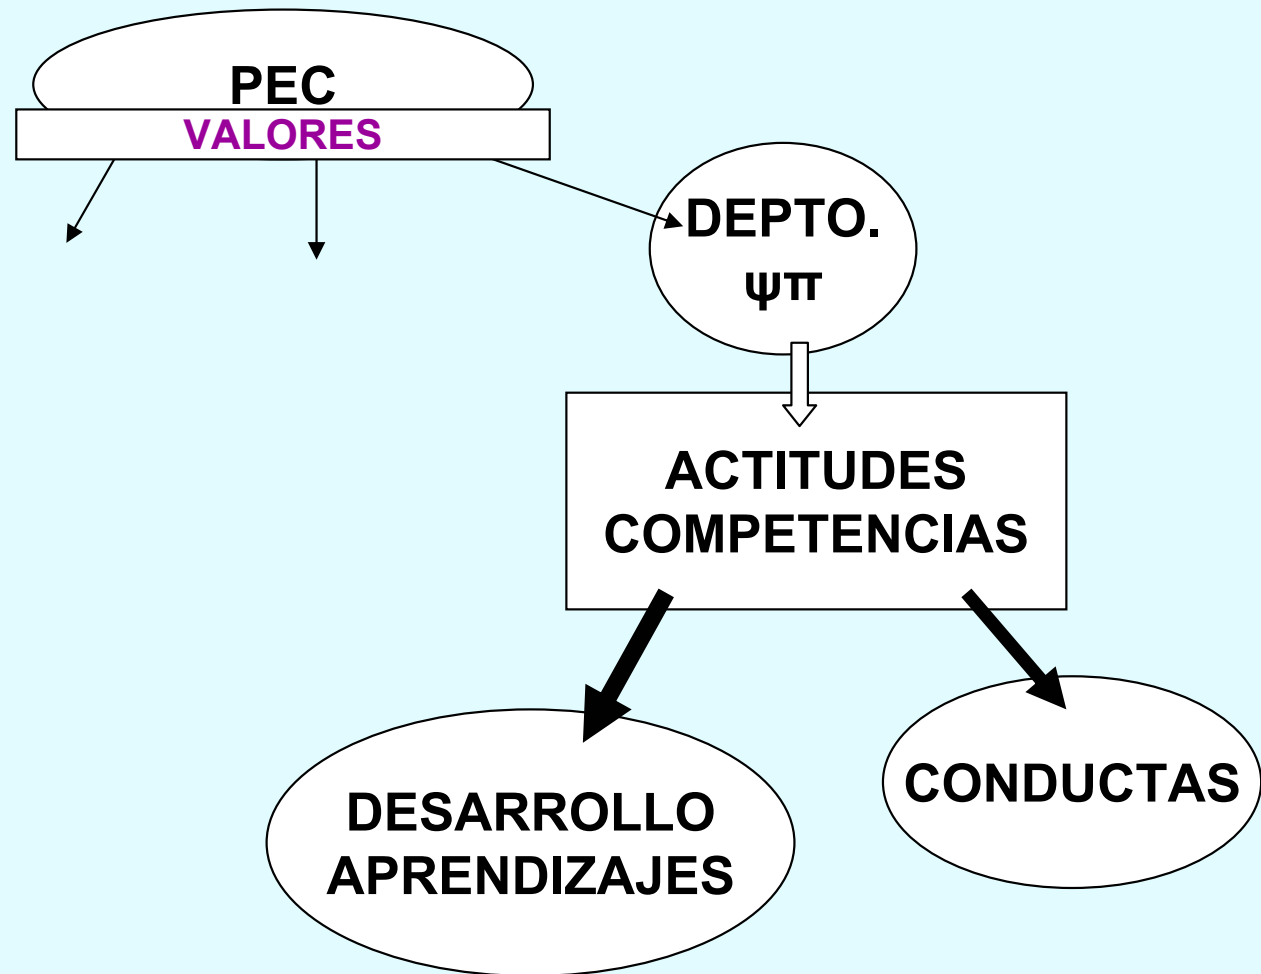 PEC
VALORES
DEPTO.
ψπ
ACTITUDES
COMPETENCIAS
DESARROLLO
APRENDIZAJES
CONDUCTAS